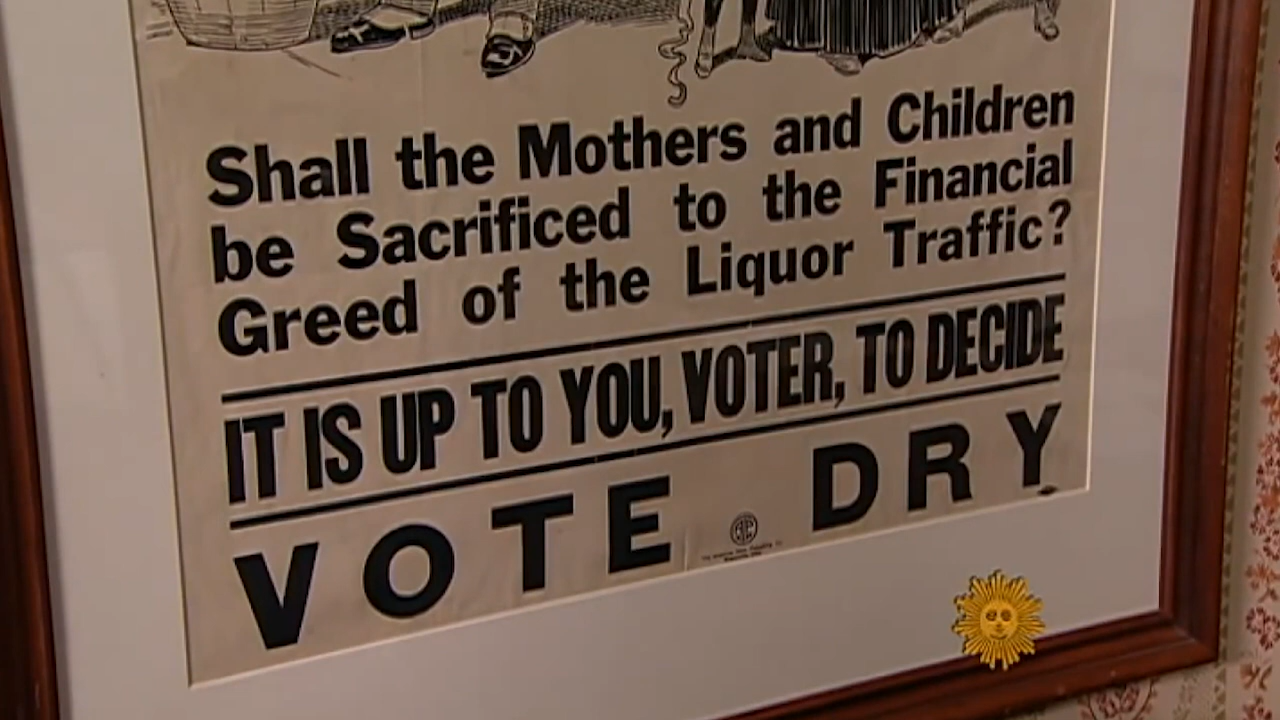 Shall the Mothers and Children
be Sacrificed to the Financial
Greed of the Liquor Traffic?
IT IS UP TO YOU, VOTER, TO DECIDE
VOTE DRY